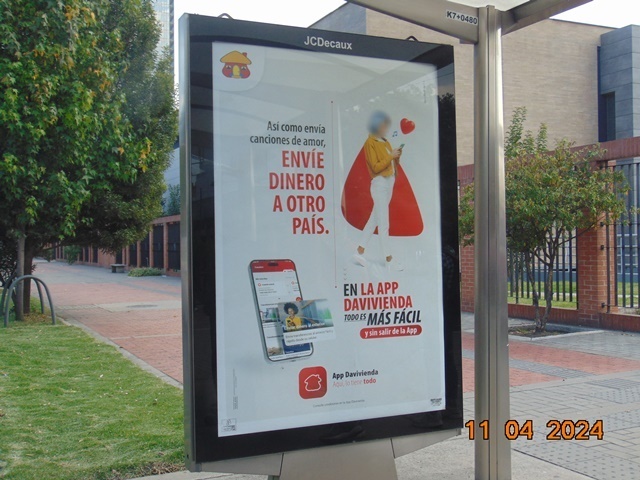 K7+0480
JCDecaux
Así como envía
canciones de amor,
ENVÍE
DINERO
A OTRO
PAÍS.
EN LA APP
DAVIVIENDA
TODO ES MÁS FÁCIL
y sin salir de la App
App Davivienda
Aquí, lo tiene todo
11 04 2024